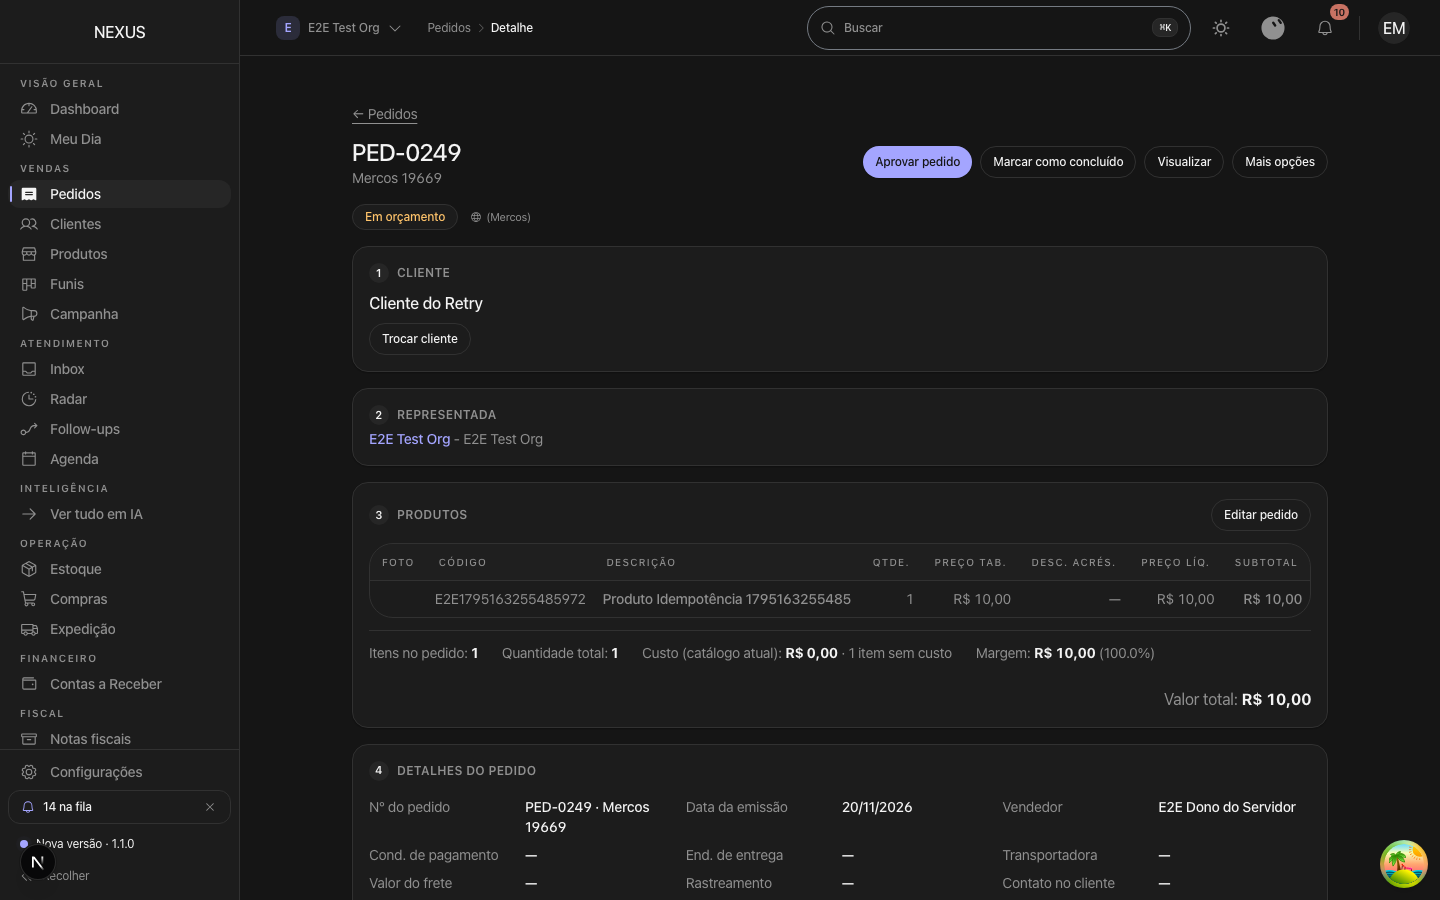 NEXUS
VISÃO GERAL
Dashboard
Meu Dia
VENDAS
Pedidos
Clientes
Produtos
Funis
Campanha
ATENDIMENTO
Inbox
Radar
Follow-ups
Agenda
INTELIGÊNCIA
Ver tudo em IA
OPERAÇÃO
Estoque
Compras
Expedição
FINANCEIRO
Contas a Receber
FISCAL
Notas fiscais
Configurações
14 na fila
Nova versão · 1.1.0
N
E E2E Test Org Pedidos > Detalhe
Buscar ⌘K
10
EM
← Pedidos
PED-0249
Mercos 19669
Aprovar pedido Marcar como concluído Visualizar Mais opções
Em orçamento (Mercos)
1 CLIENTE
Cliente do Retry
Trocar cliente
2 REPRESENTADA
E2E Test Org - E2E Test Org
3 PRODUTOS
Editar pedido
FOTO CÓDIGO DESCRIÇÃO QTDE. PREÇO TAB. DESC. ACRÉS. PREÇO LÍQ. SUBTOTAL
E2E1795163255485972 Produto Idempotência 1795163255485 1 R$ 10,00 — R$ 10,00 R$ 10,00
Itens no pedido: 1 Quantidade total: 1 Custo (catálogo atual): R$ 0,00 · 1 item sem custo Margem: R$ 10,00 (100.0%)
Valor total: R$ 10,00
4 DETALHES DO PEDIDO
Nº do pedido PED-0249 · Mercos 19669 Data da emissão 20/11/2026 Vendedor E2E Dono do Servidor
Cond. de pagamento — End. de entrega — Transportadora —
Valor do frete — Rastreamento — Contato no cliente —